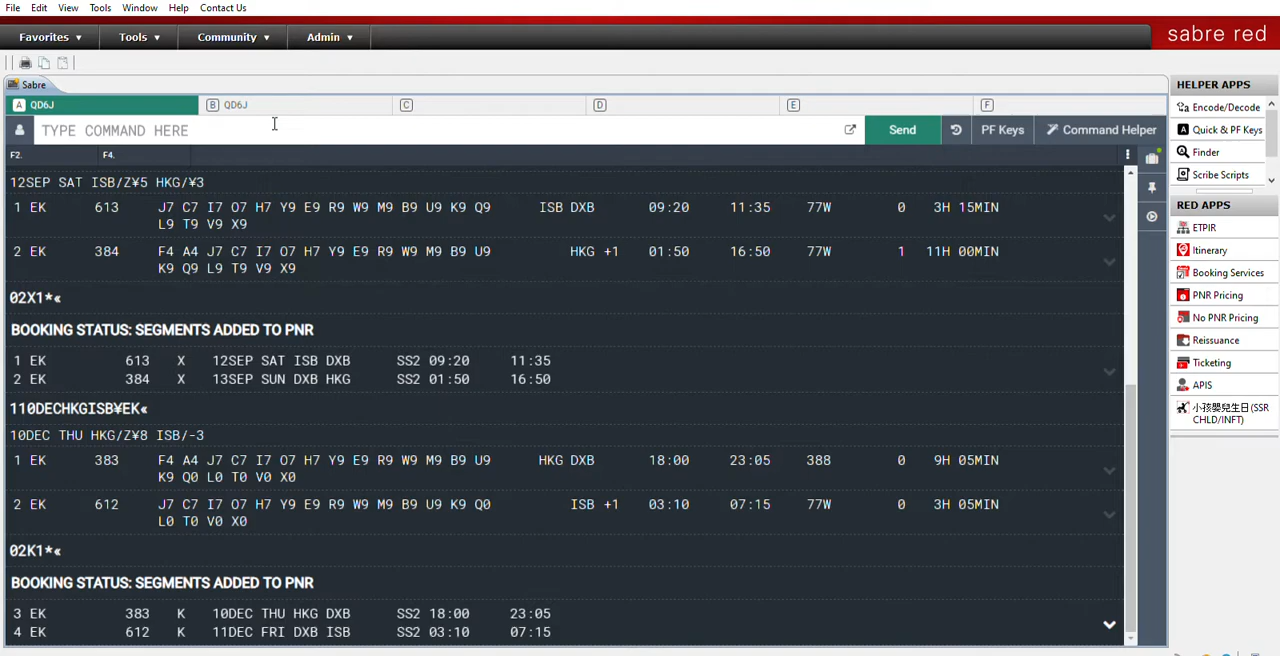 File Edit View Tools Window Help Contact Us
Favorites Tools Community Admin sabre red
Sabre
A QD6J B QD6J C D E F
TYPE COMMAND HERE Send PF Keys Command Helper
F2. F4.
12SEP SAT ISB/Z¥5 HKG/¥3
1 EK 613 J7 C7 I7 O7 H7 Y9 E9 R9 W9 M9 B9 U9 K9 Q9 ISB DXB 09:20 11:35 77W 0 3H 15MIN
L9 T9 V9 X9
2 EK 384 F4 A4 J7 C7 I7 O7 H7 Y9 E9 R9 W9 M9 B9 U9 HKG +1 01:50 16:50 77W 1 11H 00MIN
K9 Q9 L9 T9 V9 X9
02X1*«
BOOKING STATUS: SEGMENTS ADDED TO PNR
1 EK 613 X 12SEP SAT ISB DXB SS2 09:20 11:35
2 EK 384 X 13SEP SUN DXB HKG SS2 01:50 16:50
110DECHKGISB¥EK«
10DEC THU HKG/Z¥8 ISB/-3
1 EK 383 F4 A4 J7 C7 I7 O7 H7 Y9 E9 R9 W9 M9 B9 U9 HKG DXB 18:00 23:05 388 0 9H 05MIN
K9 Q0 L0 T0 V0 X0
2 EK 612 J7 C7 I7 O7 H7 Y9 E9 R9 W9 M9 B9 U9 K9 Q0 ISB +1 03:10 07:15 77W 0 3H 05MIN
L0 T0 V0 X0
02K1*«
BOOKING STATUS: SEGMENTS ADDED TO PNR
3 EK 383 K 10DEC THU HKG DXB SS2 18:00 23:05
4 EK 612 K 11DEC FRI DXB ISB SS2 03:10 07:15
HELPER APPS
Encode/Decode
A Quick & PF Keys
Finder
Scribe Scripts
RED APPS
ETPIR
Itinerary
Booking Services
PNR Pricing
No PNR Pricing
Reissuance
Ticketing
APIS
小孩嬰兒生日(SSR
CHLD/INFT)